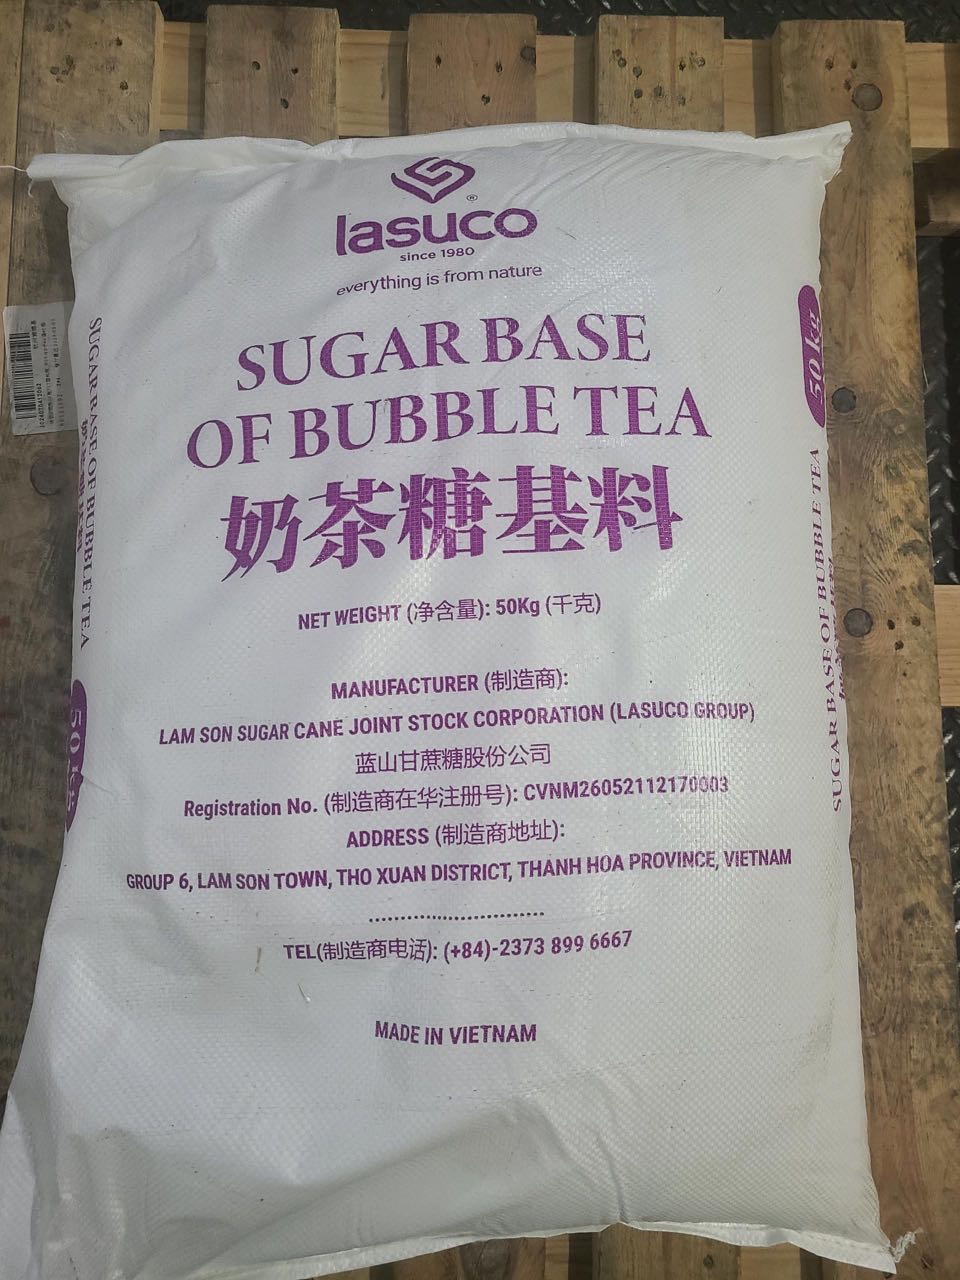 lasuco
®
since 1980
everything is from nature
SUGAR BASE
OF BUBBLE TEA
奶茶糖基料
NET WEIGHT (净含量): 50Kg (千克)
MANUFACTURER (制造商):
LAM SON SUGAR CANE JOINT STOCK CORPORATION (LASUCO GROUP)
蓝山甘蔗糖股份公司
Registration No. (制造商在华注册号): CVNM26052112170003
ADDRESS (制造商地址):
GROUP 6, LAM SON TOWN, THO XUAN DISTRICT, THANH HOA PROVINCE, VIETNAM
TEL(制造商电话): (+84)-2373 899 6667
MADE IN VIETNAM
SUGAR BASE OF BUBBLE TEA
50 kg
50 kg
SUGAR BASE OF BUBBLE TEA